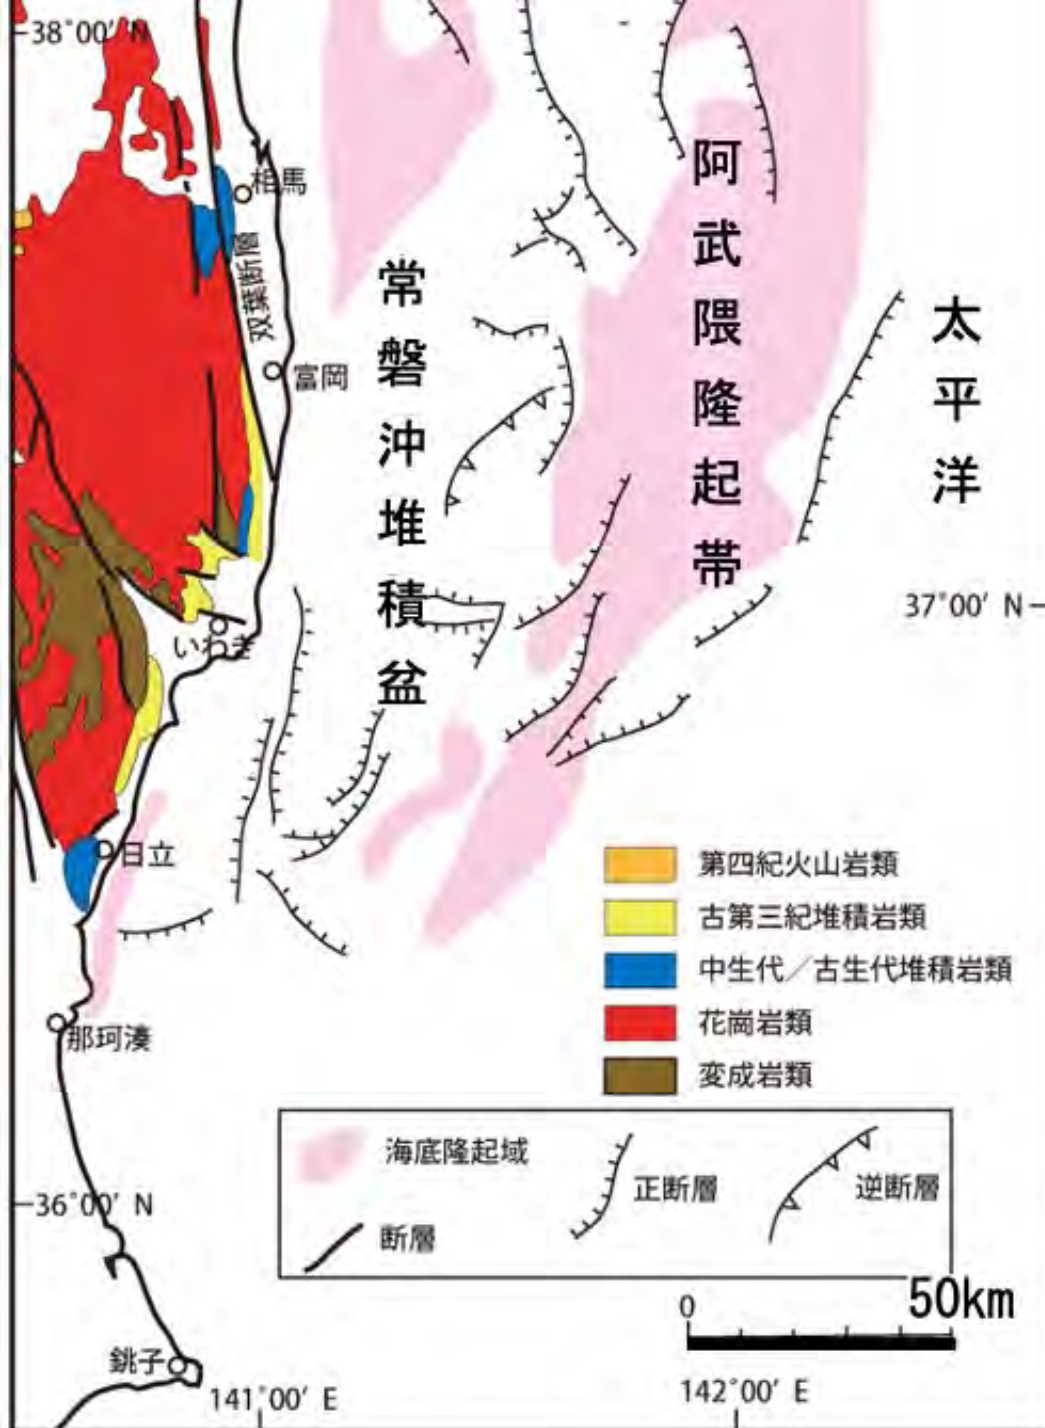 38°00′ N
相馬
双葉断層
富岡
常磐沖堆積盆
阿武隈隆起帯
太平洋
37°00′ N
いわき
日立
那珂湊
第四紀火山岩類
古第三紀堆積岩類
中生代／古生代堆積岩類
花崗岩類
変成岩類
海底隆起域
正断層
逆断層
断層
36°00′ N
0
50km
銚子
141°00′ E
142°00′ E